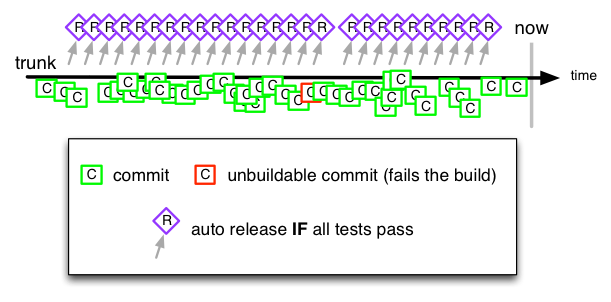 R R R R R R R R R R R R R R R R R R R R R R R R R R R now
trunk
time
C C C C C C C C C C C C C C C C C C C C C C C C C C C C C C C C C C C C C C
C commit C unbuildable commit (fails the build)
R auto release IF all tests pass